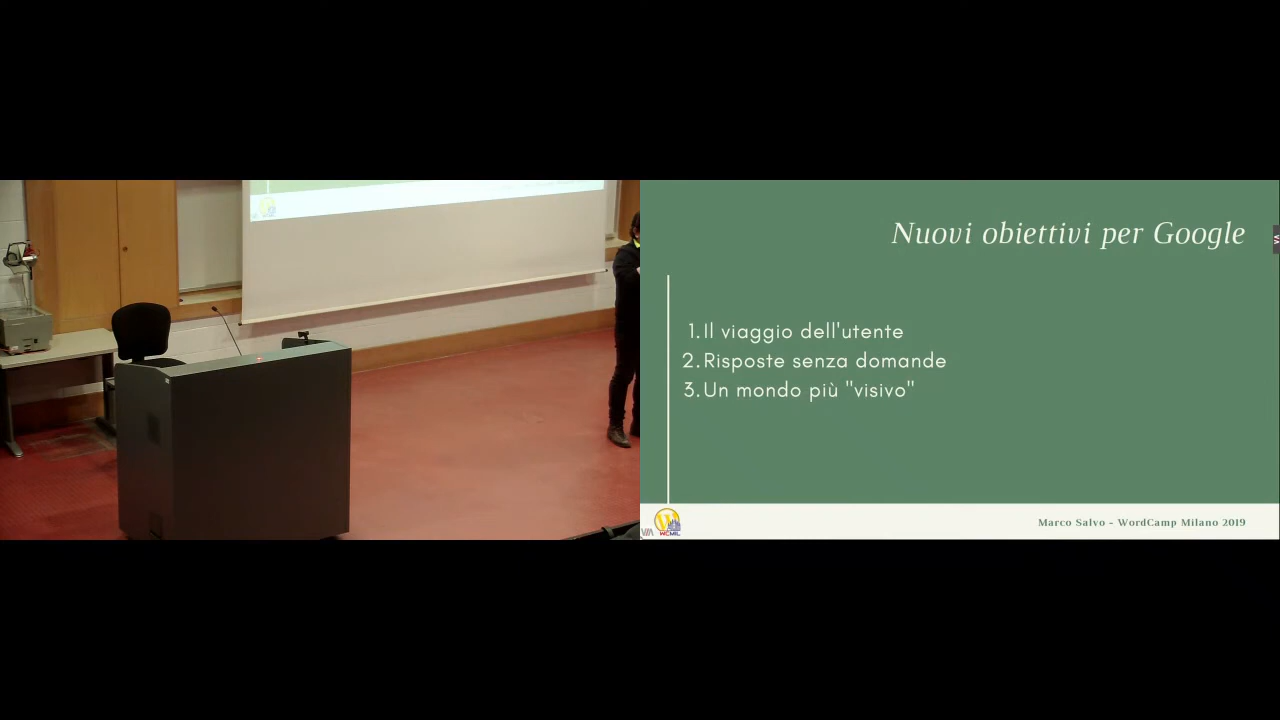 Nuovi obiettivi per Google
1. Il viaggio dell'utente
2. Risposte senza domande
3. Un mondo più "visivo"
WCMIL
Marco Salvo - WordCamp Milano 2019